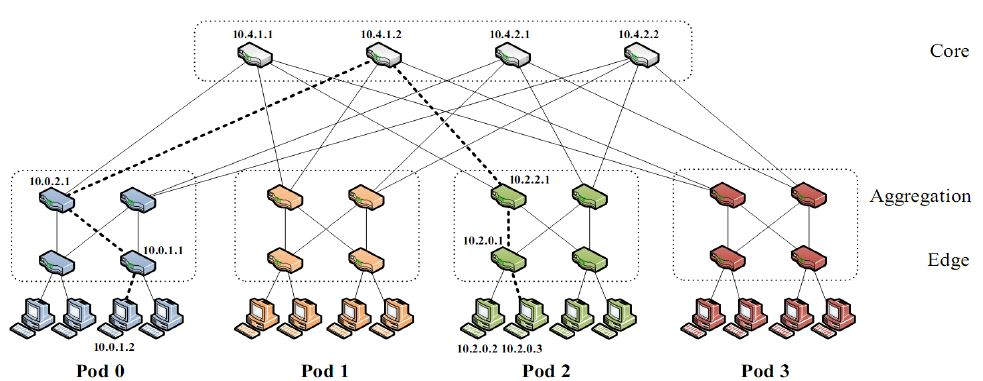 10.4.1.1 10.4.1.2 10.4.2.1 10.4.2.2
Core
10.0.2.1 10.2.2.1
Aggregation
10.0.1.1 10.2.0.1
Edge
10.0.1.2 10.2.0.2 10.2.0.3
Pod 0 Pod 1 Pod 2 Pod 3